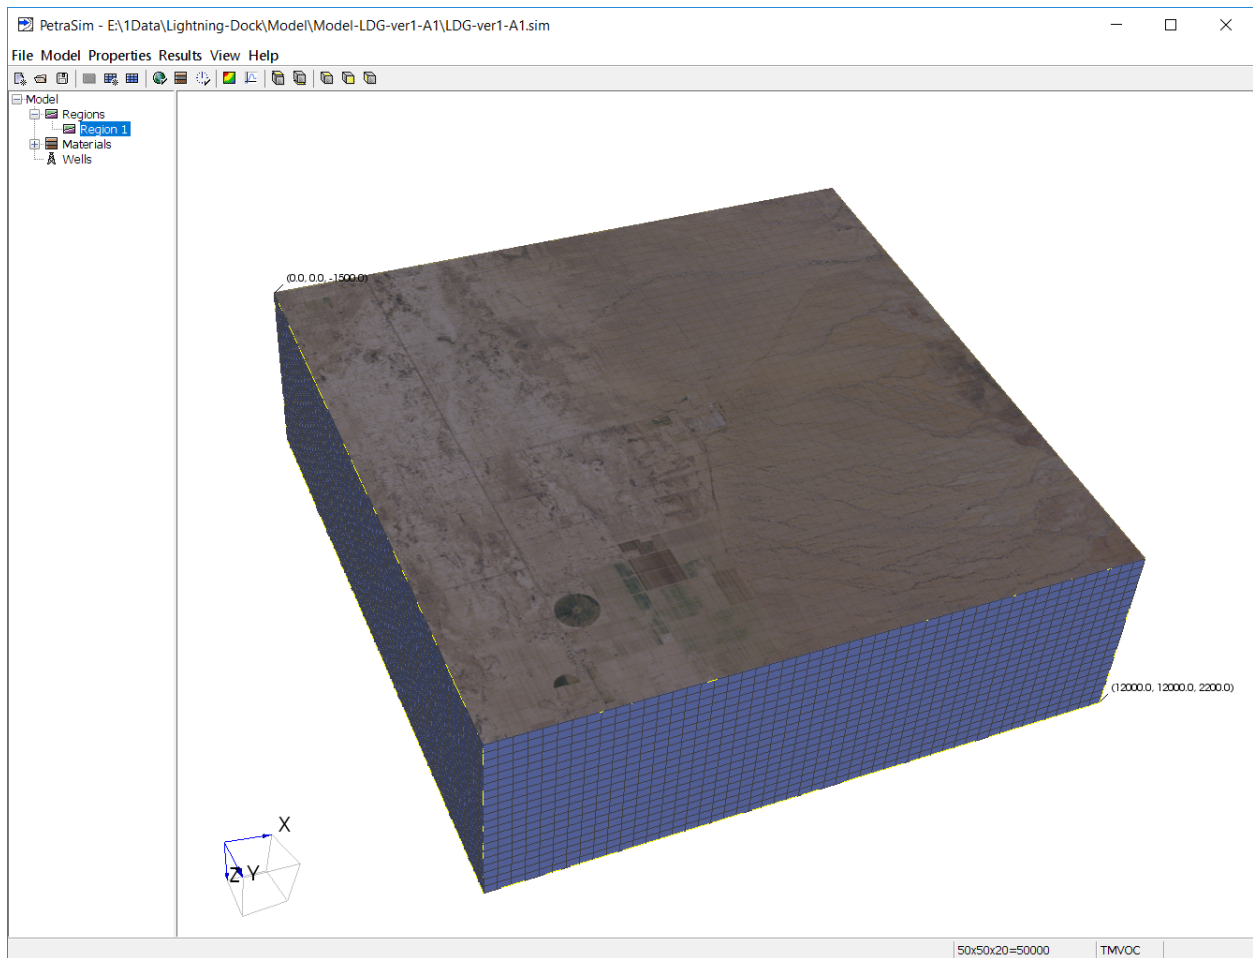 PetraSim - E:\1Data\Lightning-Dock\Model\Model-LDG-ver1-A1\LDG-ver1-A1.sim
File Model Properties Results View Help
Model
Regions
Region 1
Materials
Wells
(0.0, 0.0, -1500.0)
(12000.0, 12000.0, 2200.0)
X
Z Y
50x50x20=50000 TMVOC